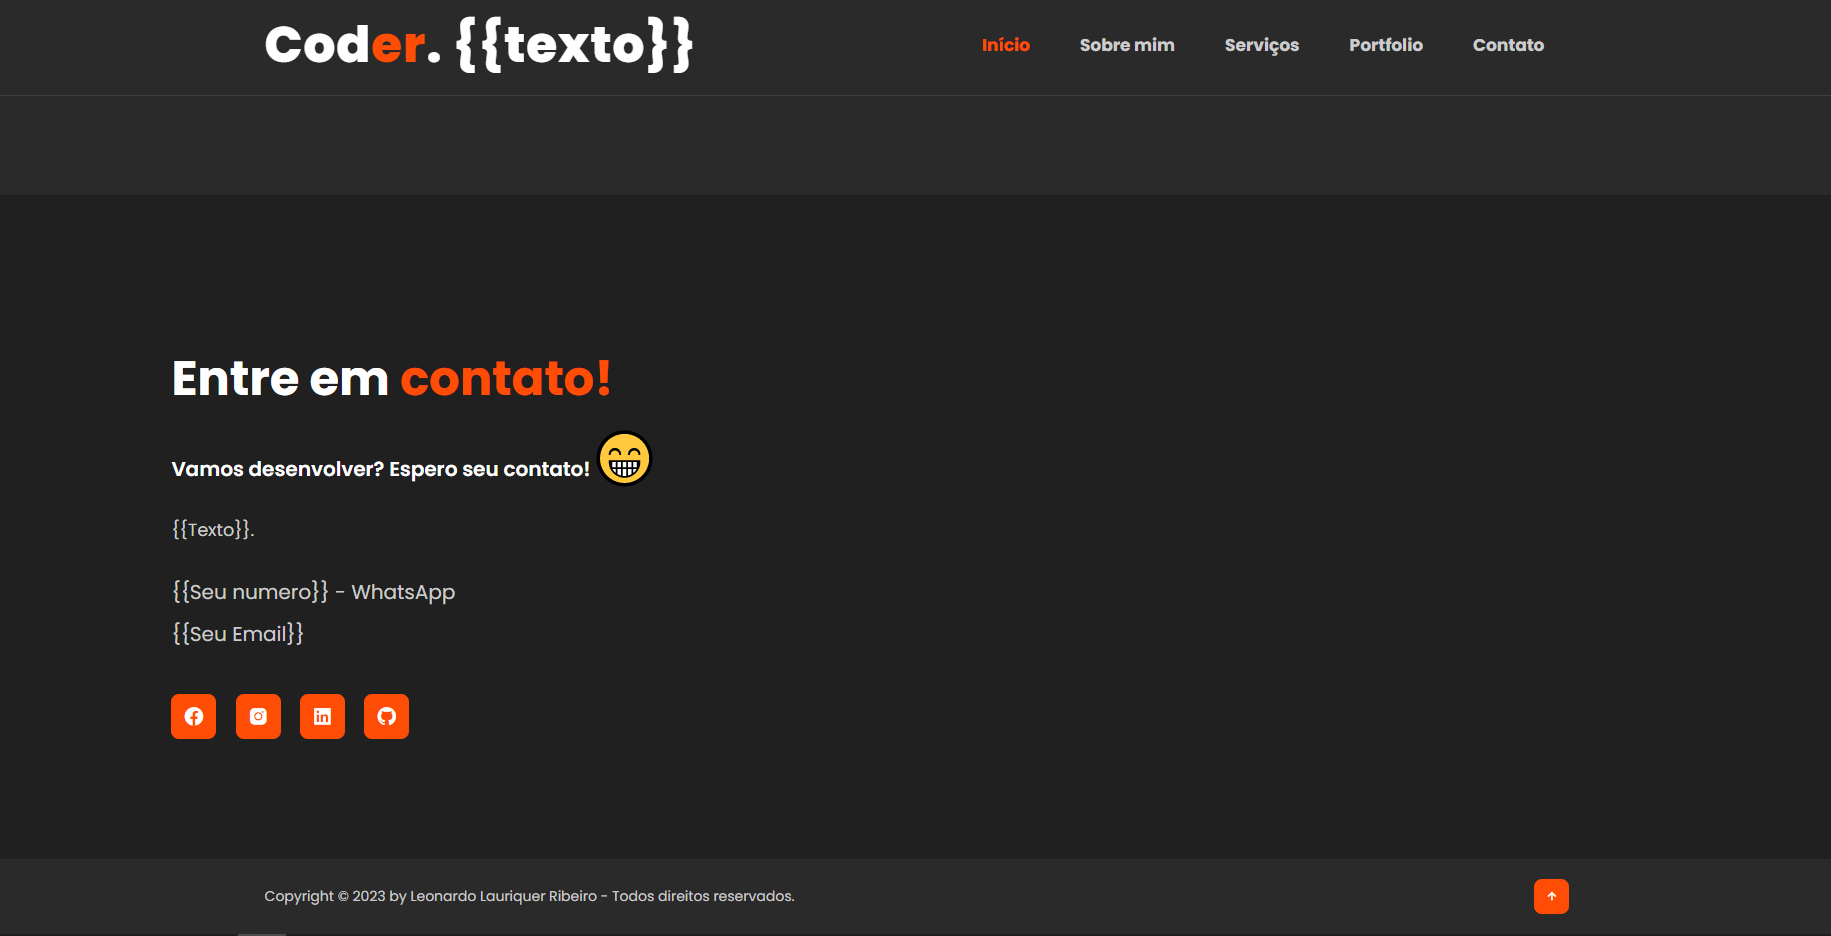 Coder. {{texto}}
Início Sobre mim Serviços Portfolio Contato
Entre em contato!
Vamos desenvolver? Espero seu contato!
{{Texto}}.
{{Seu numero}} - WhatsApp
{{Seu Email}}
Copyright © 2023 by Leonardo Lauriquer Ribeiro - Todos direitos reservados.